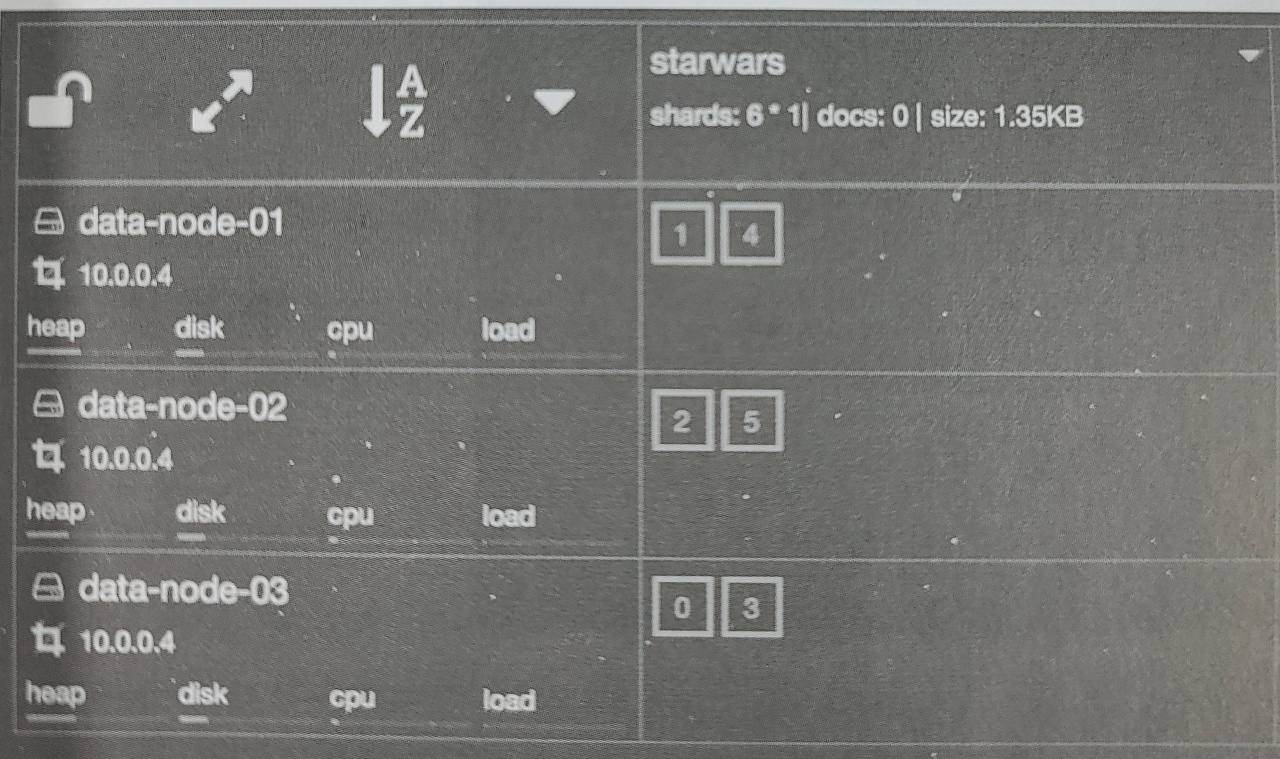 A
Z
starwars
shards: 6 * 1| docs: 0 | size: 1.35KB
data-node-01
10.0.0.4
heap disk cpu load
1 4
data-node-02
10.0.0.4
heap disk cpu load
2 5
data-node-03
10.0.0.4
heap disk cpu load
0 3